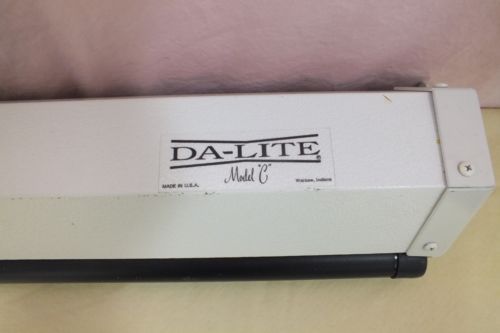 DA-LITE®
Model "C"
MADE IN U.S.A. Warsaw, Indiana